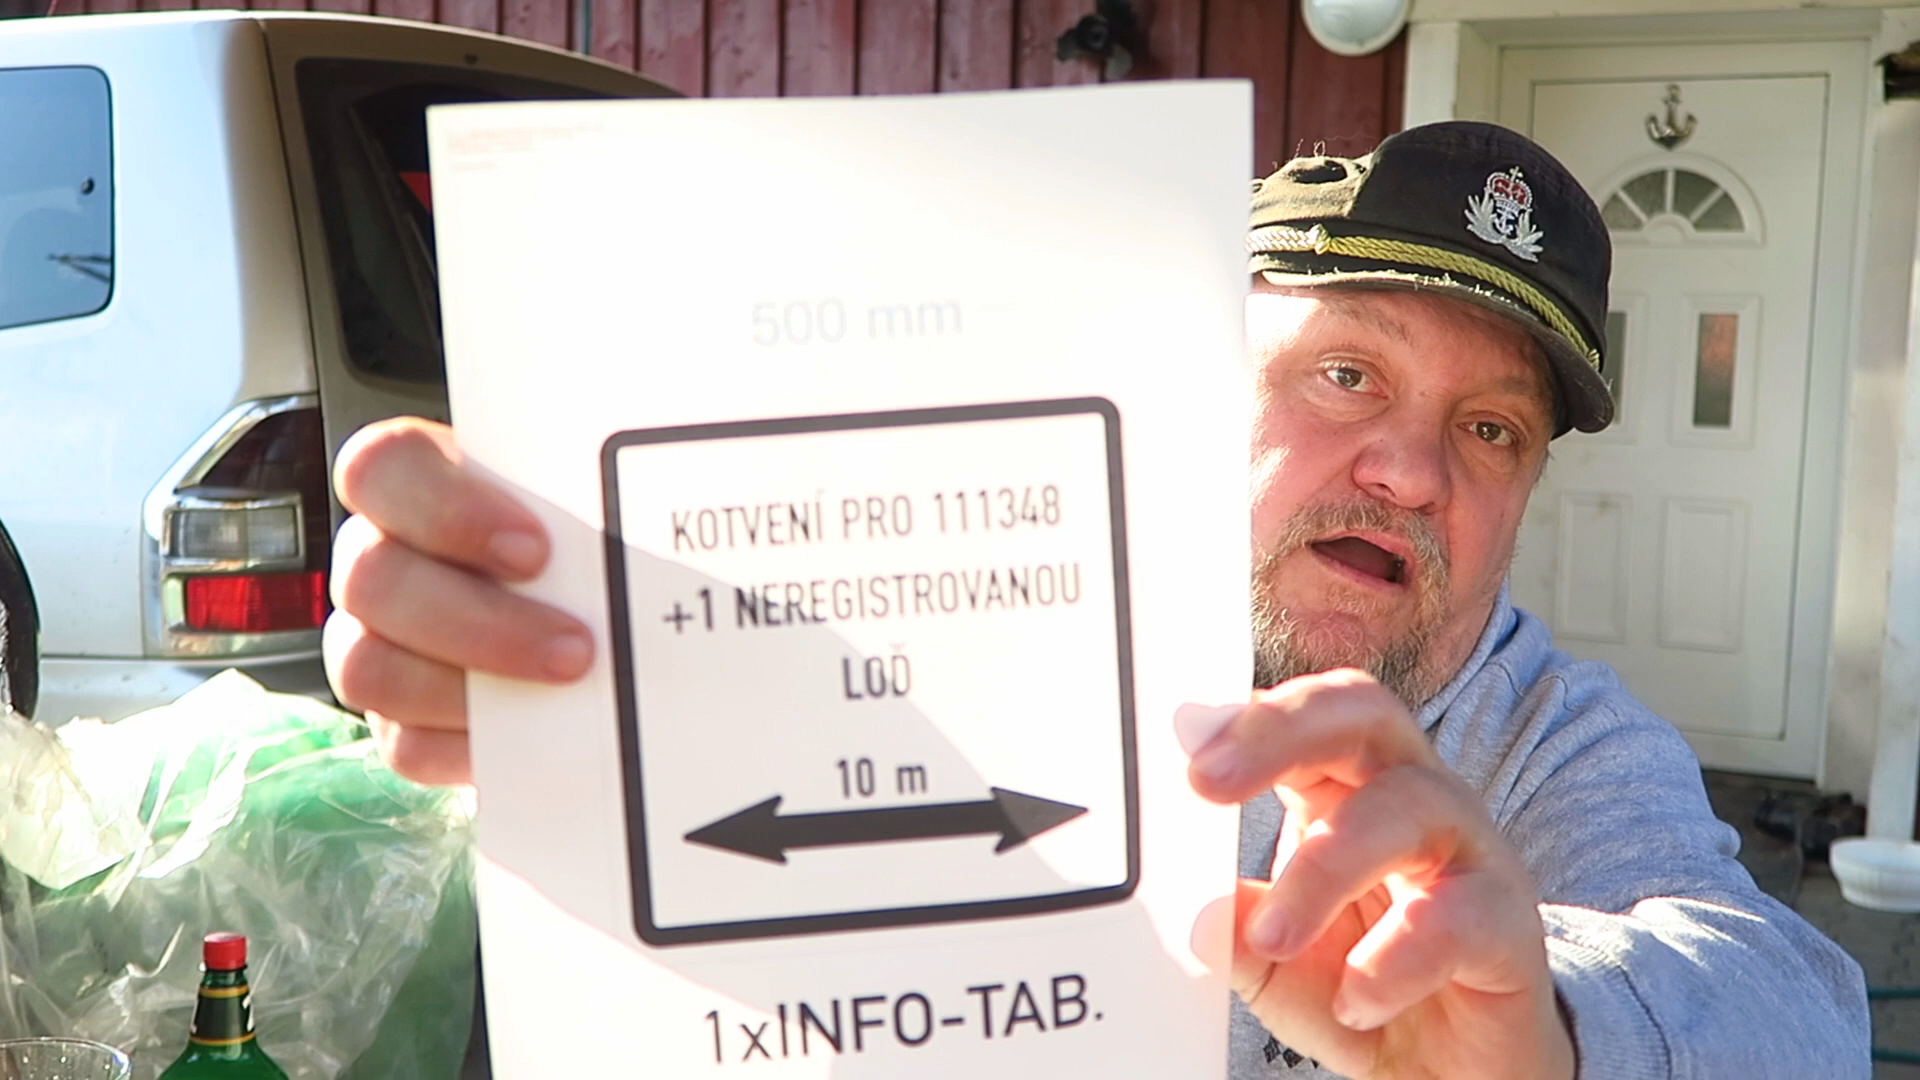 500 mm
KOTVENÍ PRO 111348
+1 NEREGISTROVANOU
LOĎ
10 m
1xINFO-TAB.